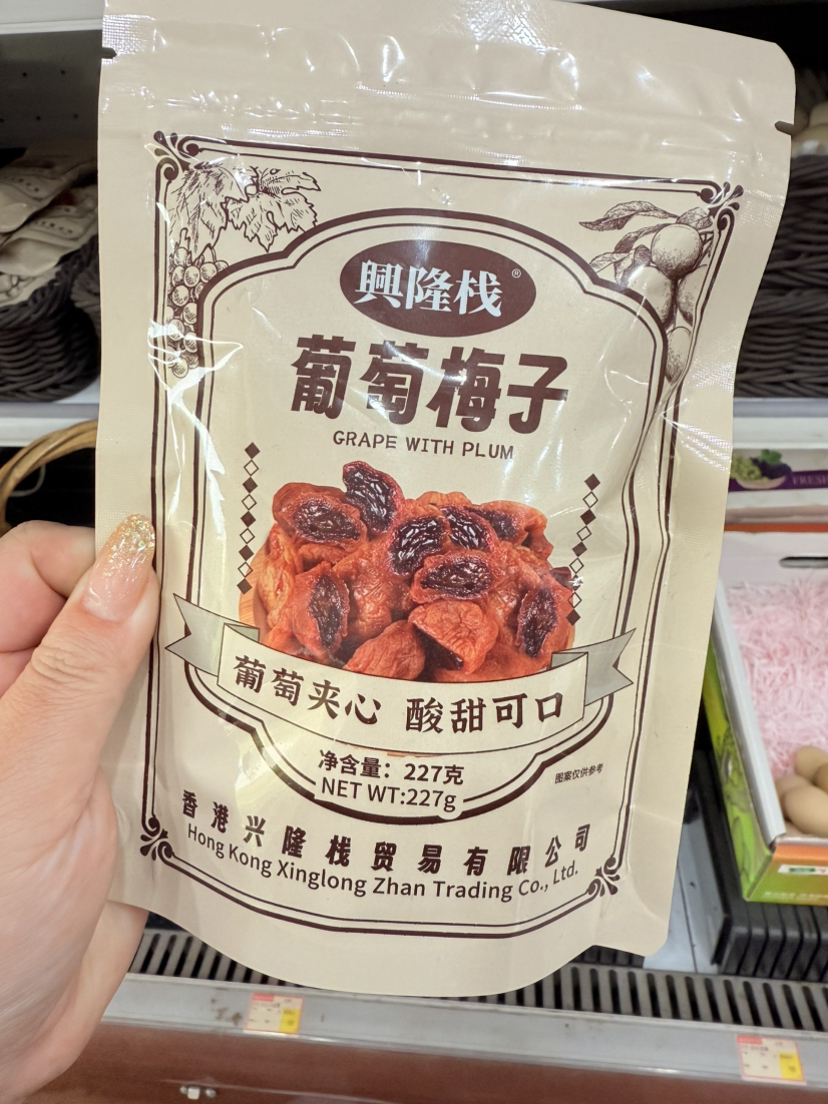 興隆栈®
葡萄梅子
GRAPE WITH PLUM
葡萄夹心 酸甜可口
净含量：227克
NET WT:227g
图案仅供参考
香港兴隆栈贸易有限公司
Hong Kong Xinglong Zhan Trading Co., Ltd.
FRESH